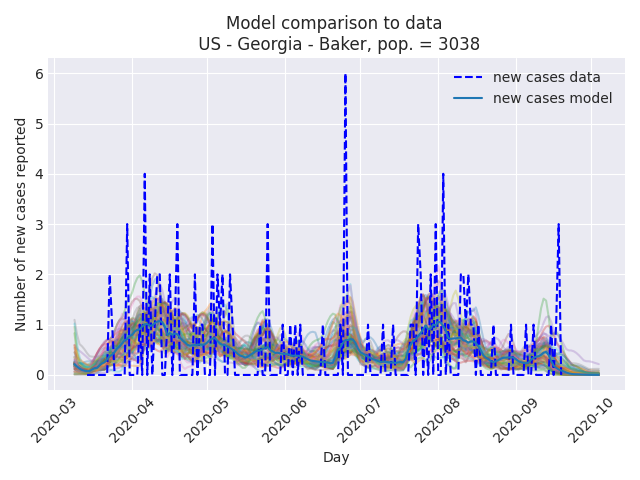 Model comparison to data
US - Georgia - Baker, pop. = 3038
new cases data
new cases model
Number of new cases reported
6
5
4
3
2
1
0
2020-03
2020-04
2020-05
2020-06
2020-07
2020-08
2020-09
2020-10
Day